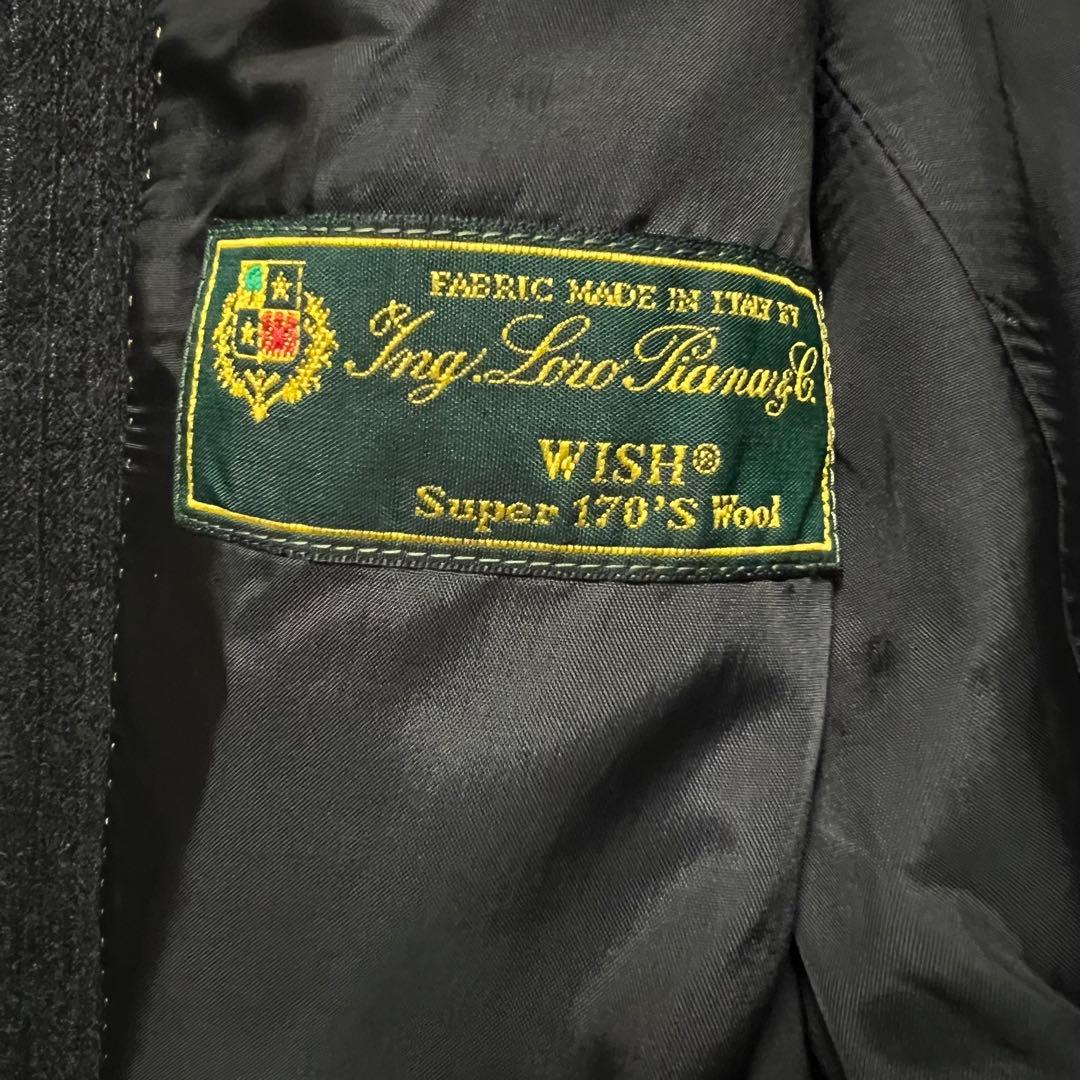 FABRIC MADE IN ITALY BY
Ing. Loro Piana & C.
WISH®
Super 170'S Wool